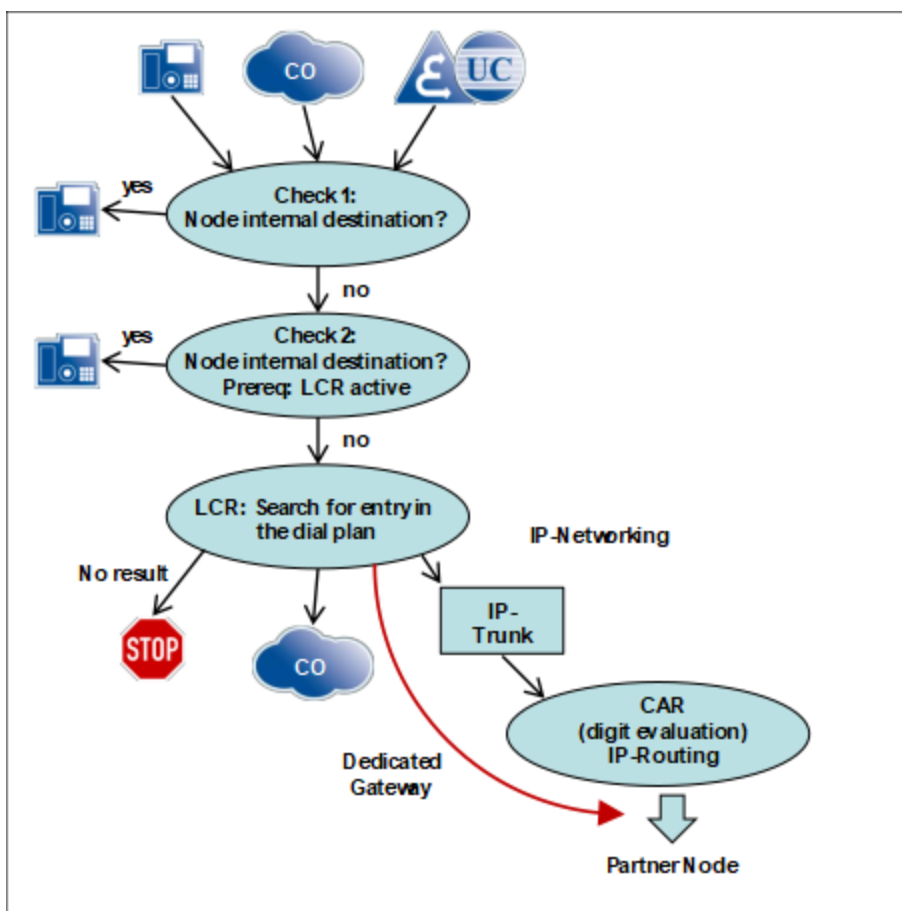 CO
UC
Check 1:
Node internal destination?
yes
no
Check 2:
Node internal destination?
Prereq: LCR active
yes
no
LCR: Search for entry in
the dial plan
IP-Networking
No result
STOP
CO
IP-
Trunk
CAR
(digit evaluation)
IP-Routing
Dedicated
Gateway
Partner Node